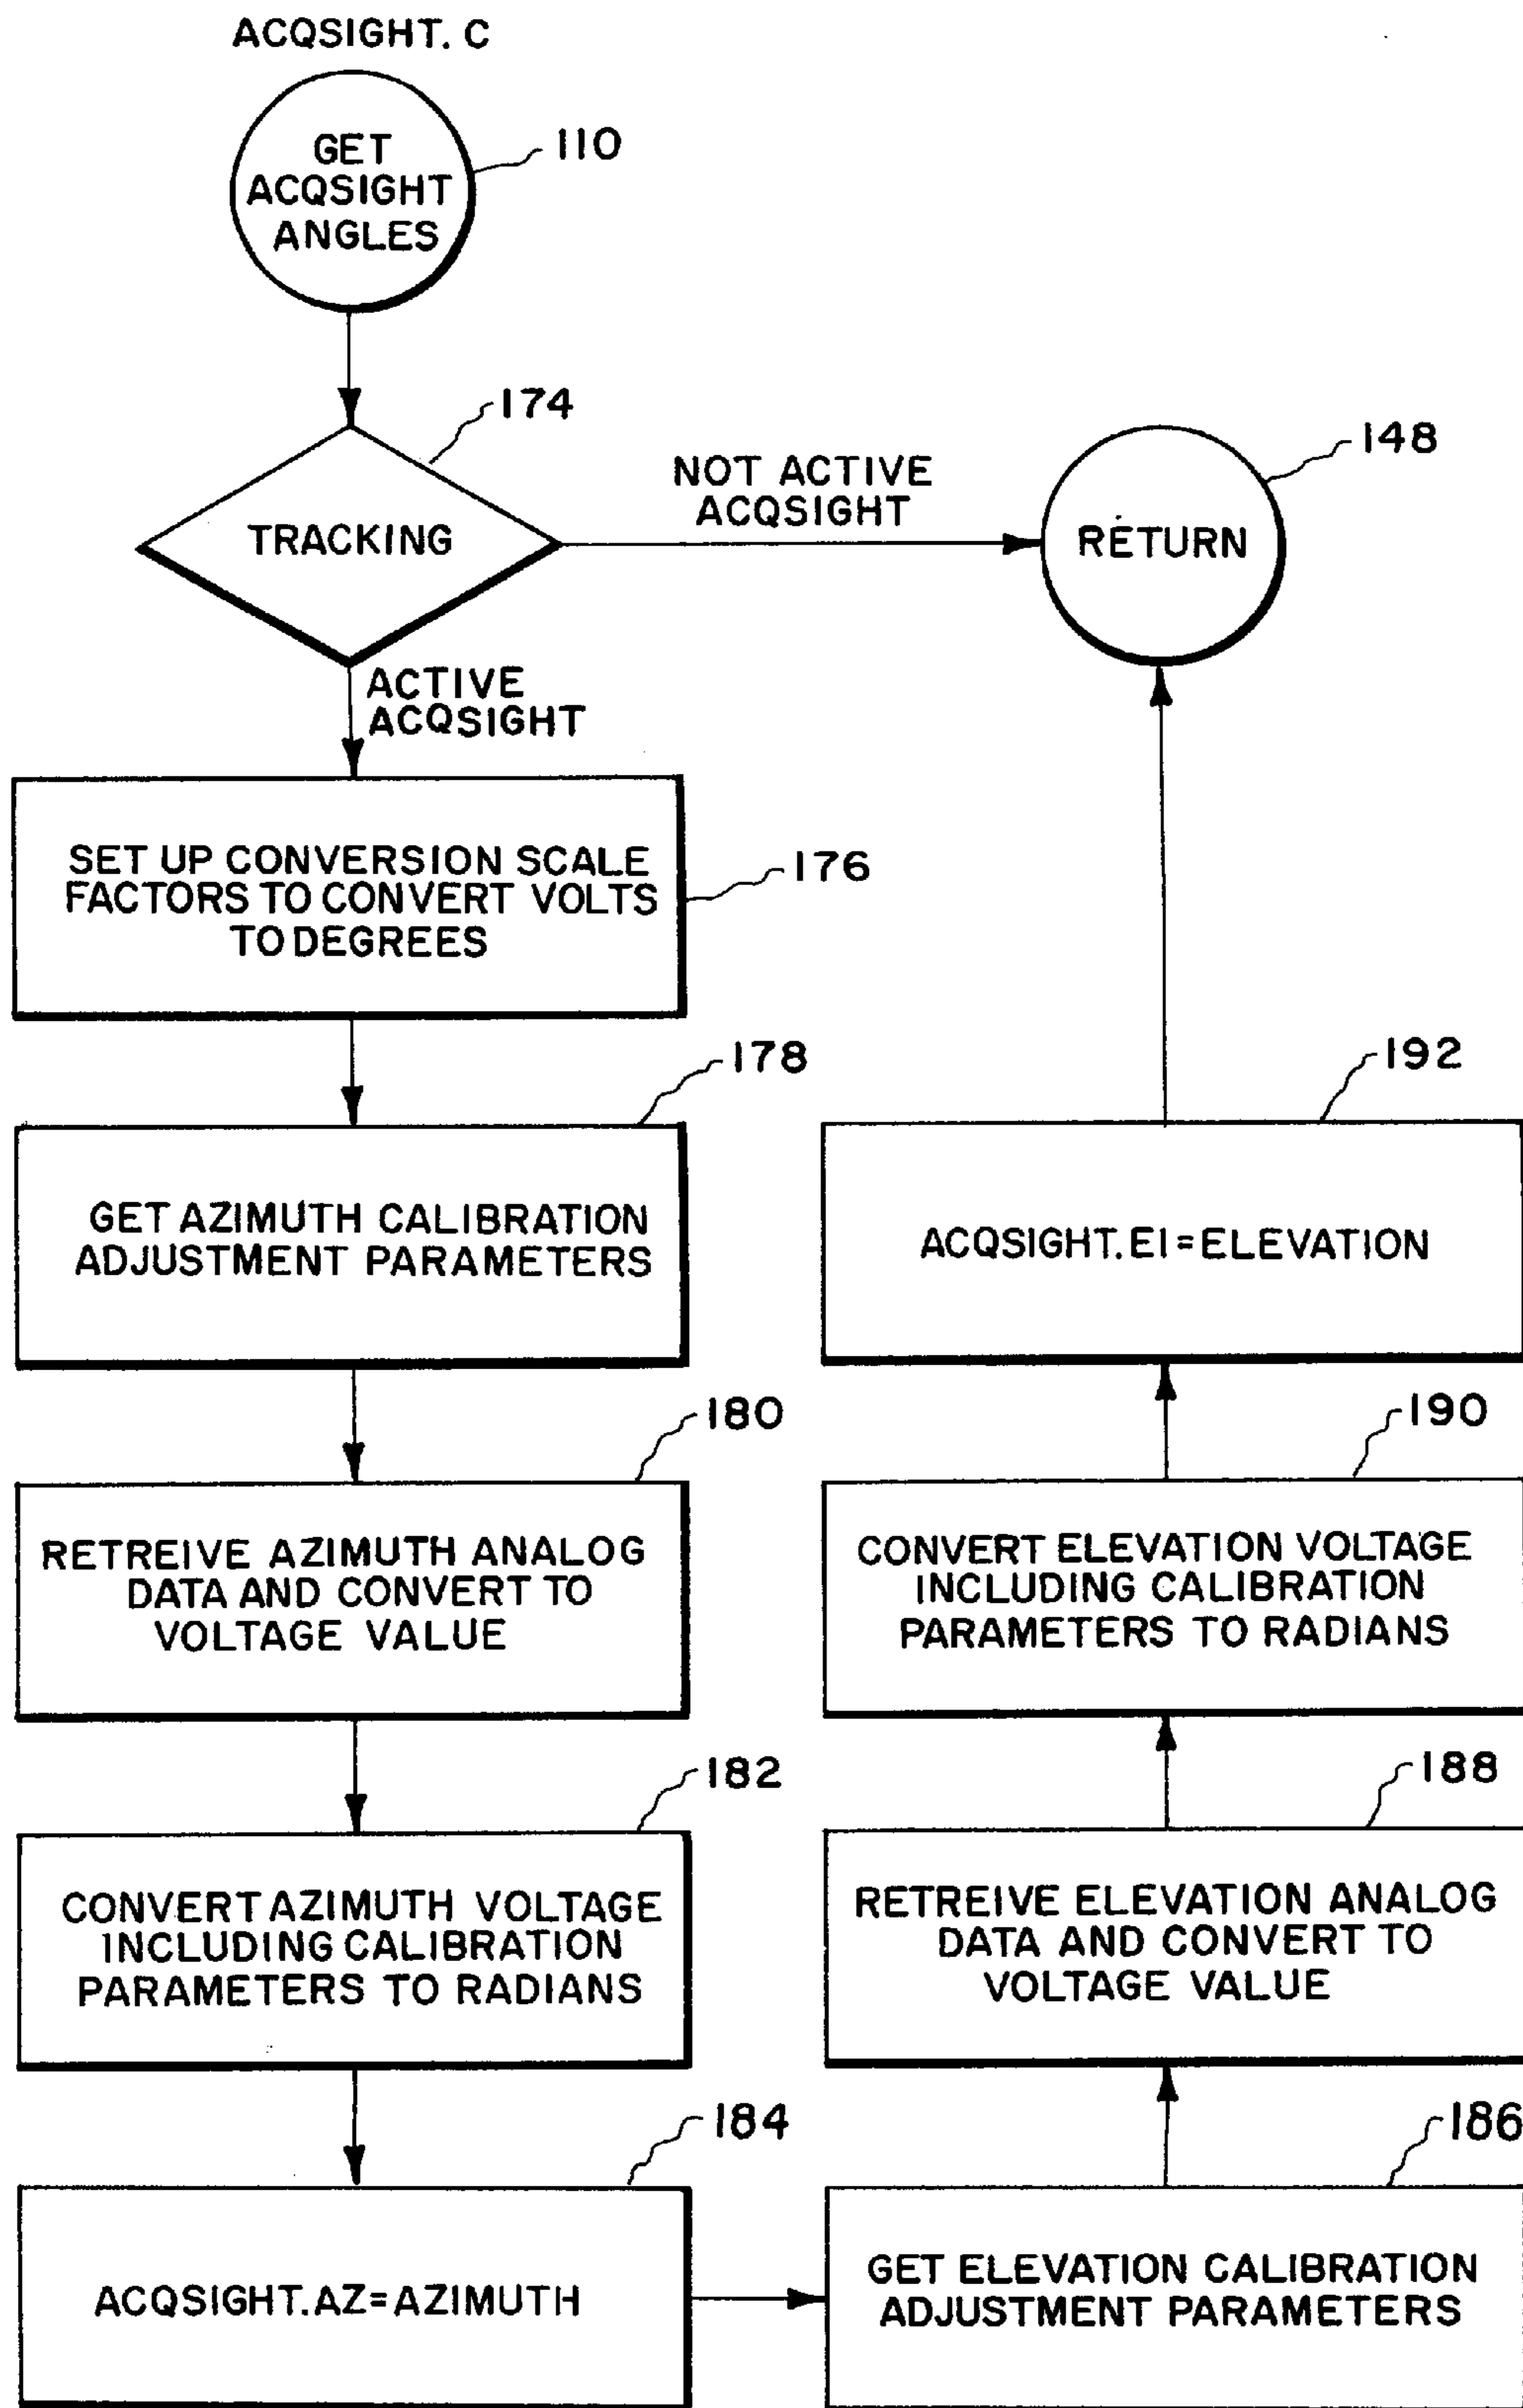 ACQSIGHT. C
GET
ACQSIGHT
ANGLES
110
174
TRACKING
NOT ACTIVE
ACQSIGHT
148
RETURN
ACTIVE
ACQSIGHT
SET UP CONVERSION SCALE
FACTORS TO CONVERT VOLTS
TO DEGREES
176
178
GET AZIMUTH CALIBRATION
ADJUSTMENT PARAMETERS
180
RETREIVE AZIMUTH ANALOG
DATA AND CONVERT TO
VOLTAGE VALUE
182
CONVERT AZIMUTH VOLTAGE
INCLUDING CALIBRATION
PARAMETERS TO RADIANS
184
ACQSIGHT.AZ=AZIMUTH
186
GET ELEVATION CALIBRATION
ADJUSTMENT PARAMETERS
188
RETREIVE ELEVATION ANALOG
DATA AND CONVERT TO
VOLTAGE VALUE
190
CONVERT ELEVATION VOLTAGE
INCLUDING CALIBRATION
PARAMETERS TO RADIANS
192
ACQSIGHT.El=ELEVATION